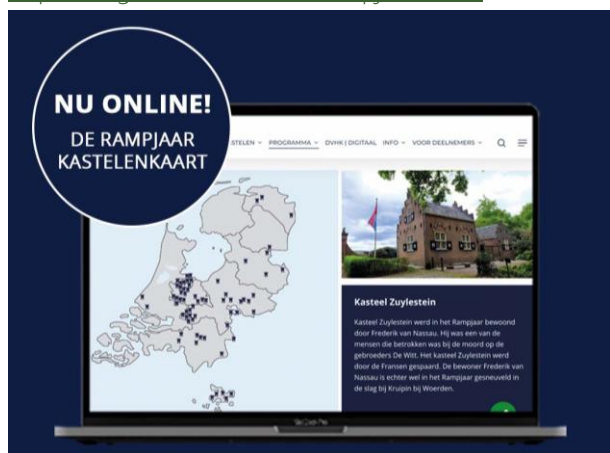 NU ONLINE!
DE RAMPJAAR
KASTELENKAART
STELEN PROGRAMMA DVHK | DIGITAAL INFO VOOR DEELNEMERS
Kasteel Zuylestein
Kasteel Zuylestein werd in het Rampjaar bewoond
door Frederik van Nassau. Hij was een van de
mensen die betrokken was bij de moord op de
gebroeders De Witt. Het kasteel Zuylestein werd
door de Fransen gespaard. De bewoner Frederik van
Nassau is echter wel in het Rampjaar gesneuveld in
de slag bij Kruipin bij Woerden.
MacBook Pro